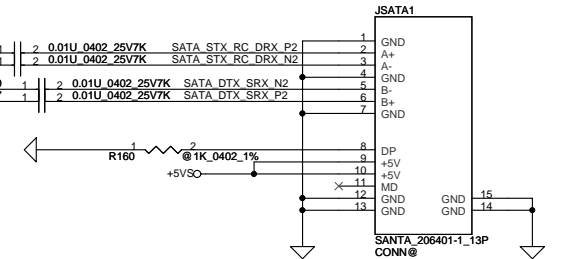 JSATA1
1 GND
1 2 0.01U_0402_25V7K SATA_STX_RC_DRX_P2 2 A+
1 2 0.01U_0402_25V7K SATA_STX_RC_DRX_N2 3 A-
4 GND
1 2 0.01U_0402_25V7K SATA_DTX_SRX_N2 5 B-
1 2 0.01U_0402_25V7K SATA_DTX_SRX_P2 6 B+
7 GND
1 2 8 DP
R160 @1K_0402_1% 9 +5V
+5VS 10 +5V
11 MD
12 GND GND 15
13 GND GND 14
SANTA_206401-1_13P
CONN@